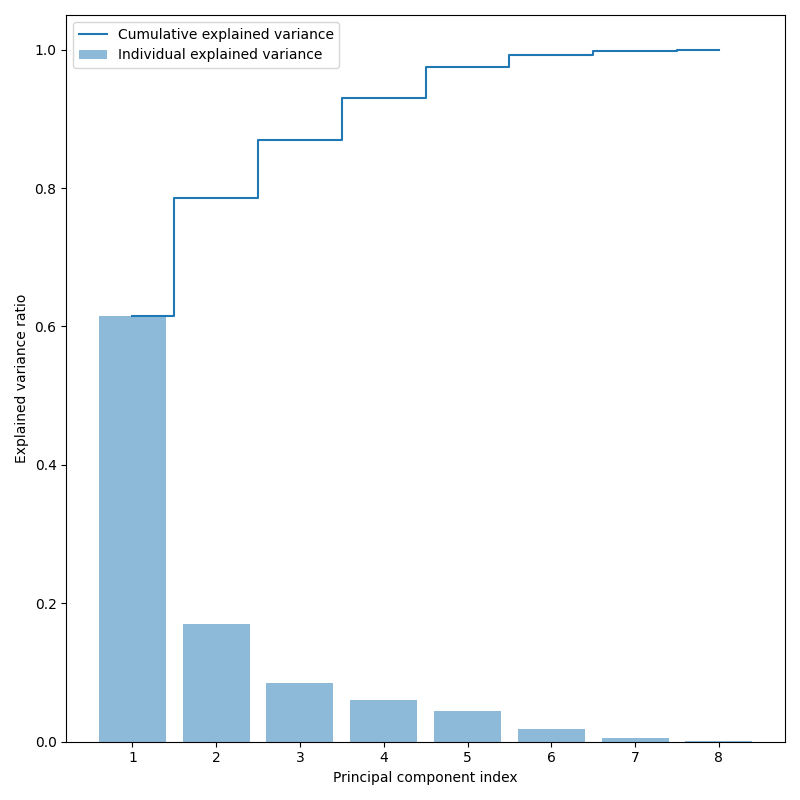 Cumulative explained variance
Individual explained variance
1.0
0.8
0.6
0.4
0.2
0.0
Explained variance ratio
1 2 3 4 5 6 7 8
Principal component index